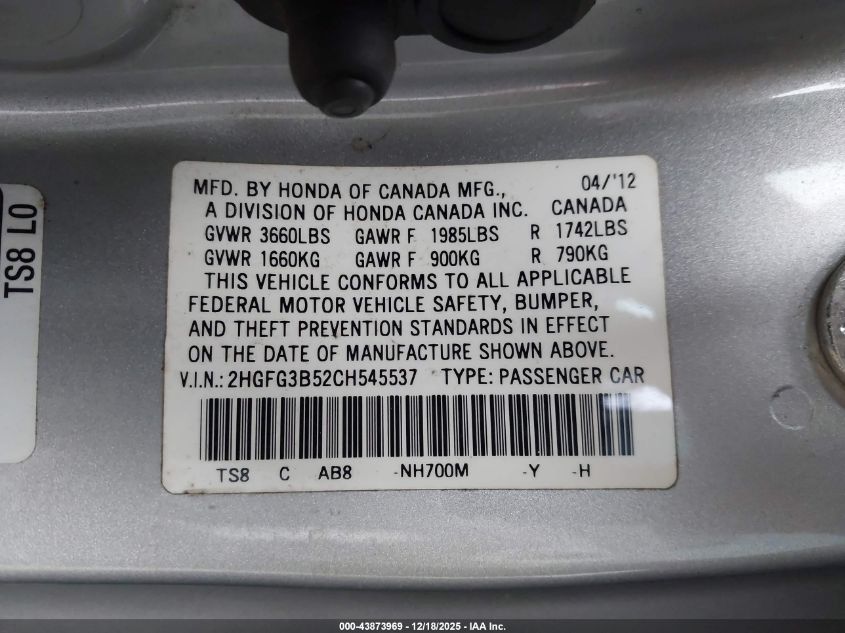 MFD. BY HONDA OF CANADA MFG., 04/'12
A DIVISION OF HONDA CANADA INC. CANADA
GVWR 3660LBS GAWR F 1985LBS R 1742LBS
GVWR 1660KG GAWR F 900KG R 790KG
THIS VEHICLE CONFORMS TO ALL APPLICABLE
FEDERAL MOTOR VEHICLE SAFETY, BUMPER,
AND THEFT PREVENTION STANDARDS IN EFFECT
ON THE DATE OF MANUFACTURE SHOWN ABOVE.
V.I.N.: 2HGFG3B52CH545537 TYPE: PASSENGER CAR
TS8 C AB8 -NH700M -Y -H
TS8 L0
000-43873969 | 12/18/2025 - IAA Inc.